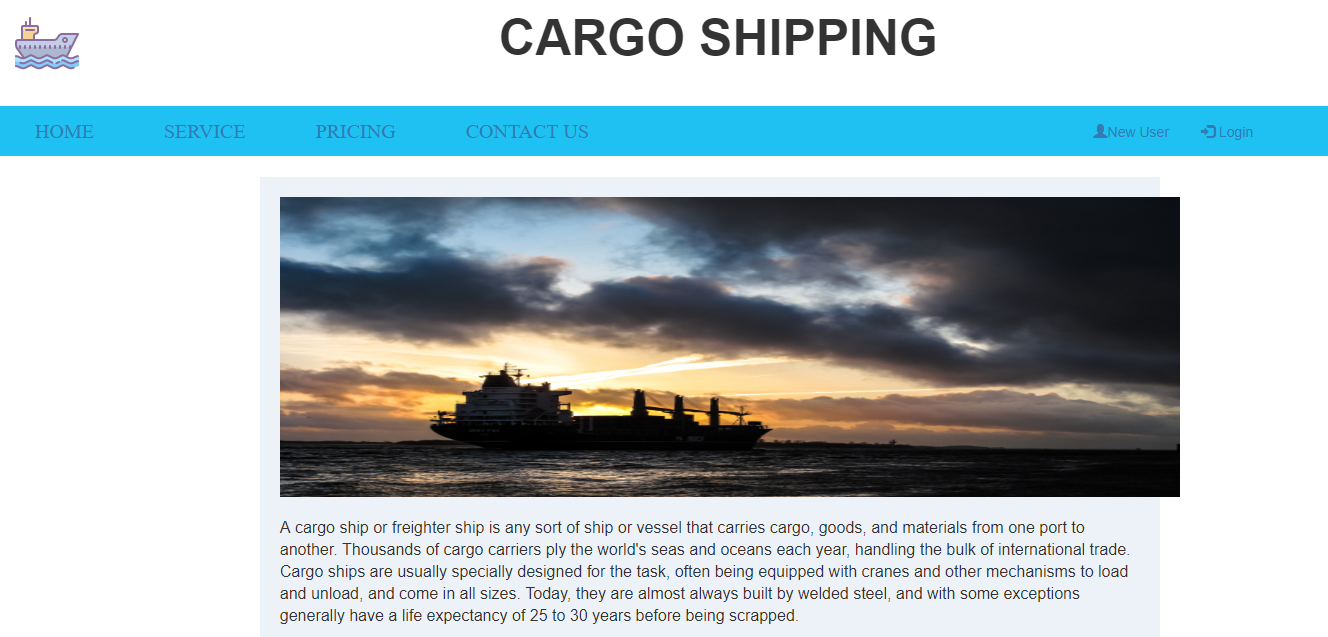 CARGO SHIPPING
HOME SERVICE PRICING CONTACT US New User Login
A cargo ship or freighter ship is any sort of ship or vessel that carries cargo, goods, and materials from one port to
another. Thousands of cargo carriers ply the world's seas and oceans each year, handling the bulk of international trade.
Cargo ships are usually specially designed for the task, often being equipped with cranes and other mechanisms to load
and unload, and come in all sizes. Today, they are almost always built by welded steel, and with some exceptions
generally have a life expectancy of 25 to 30 years before being scrapped.